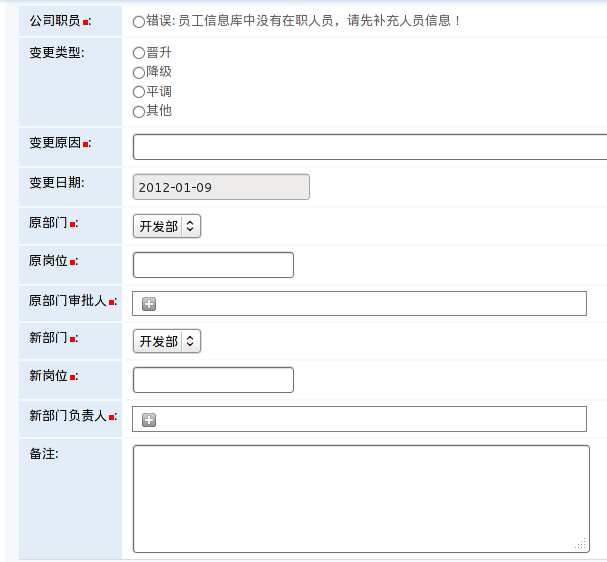 公司职员: 错误: 员工信息库中没有在职人员，请先补充人员信息！
变更类型: 晋升
降级
平调
其他
变更原因:
变更日期: 2012-01-09
原部门: 开发部
原岗位:
原部门审批人:
新部门: 开发部
新岗位:
新部门负责人:
备注: